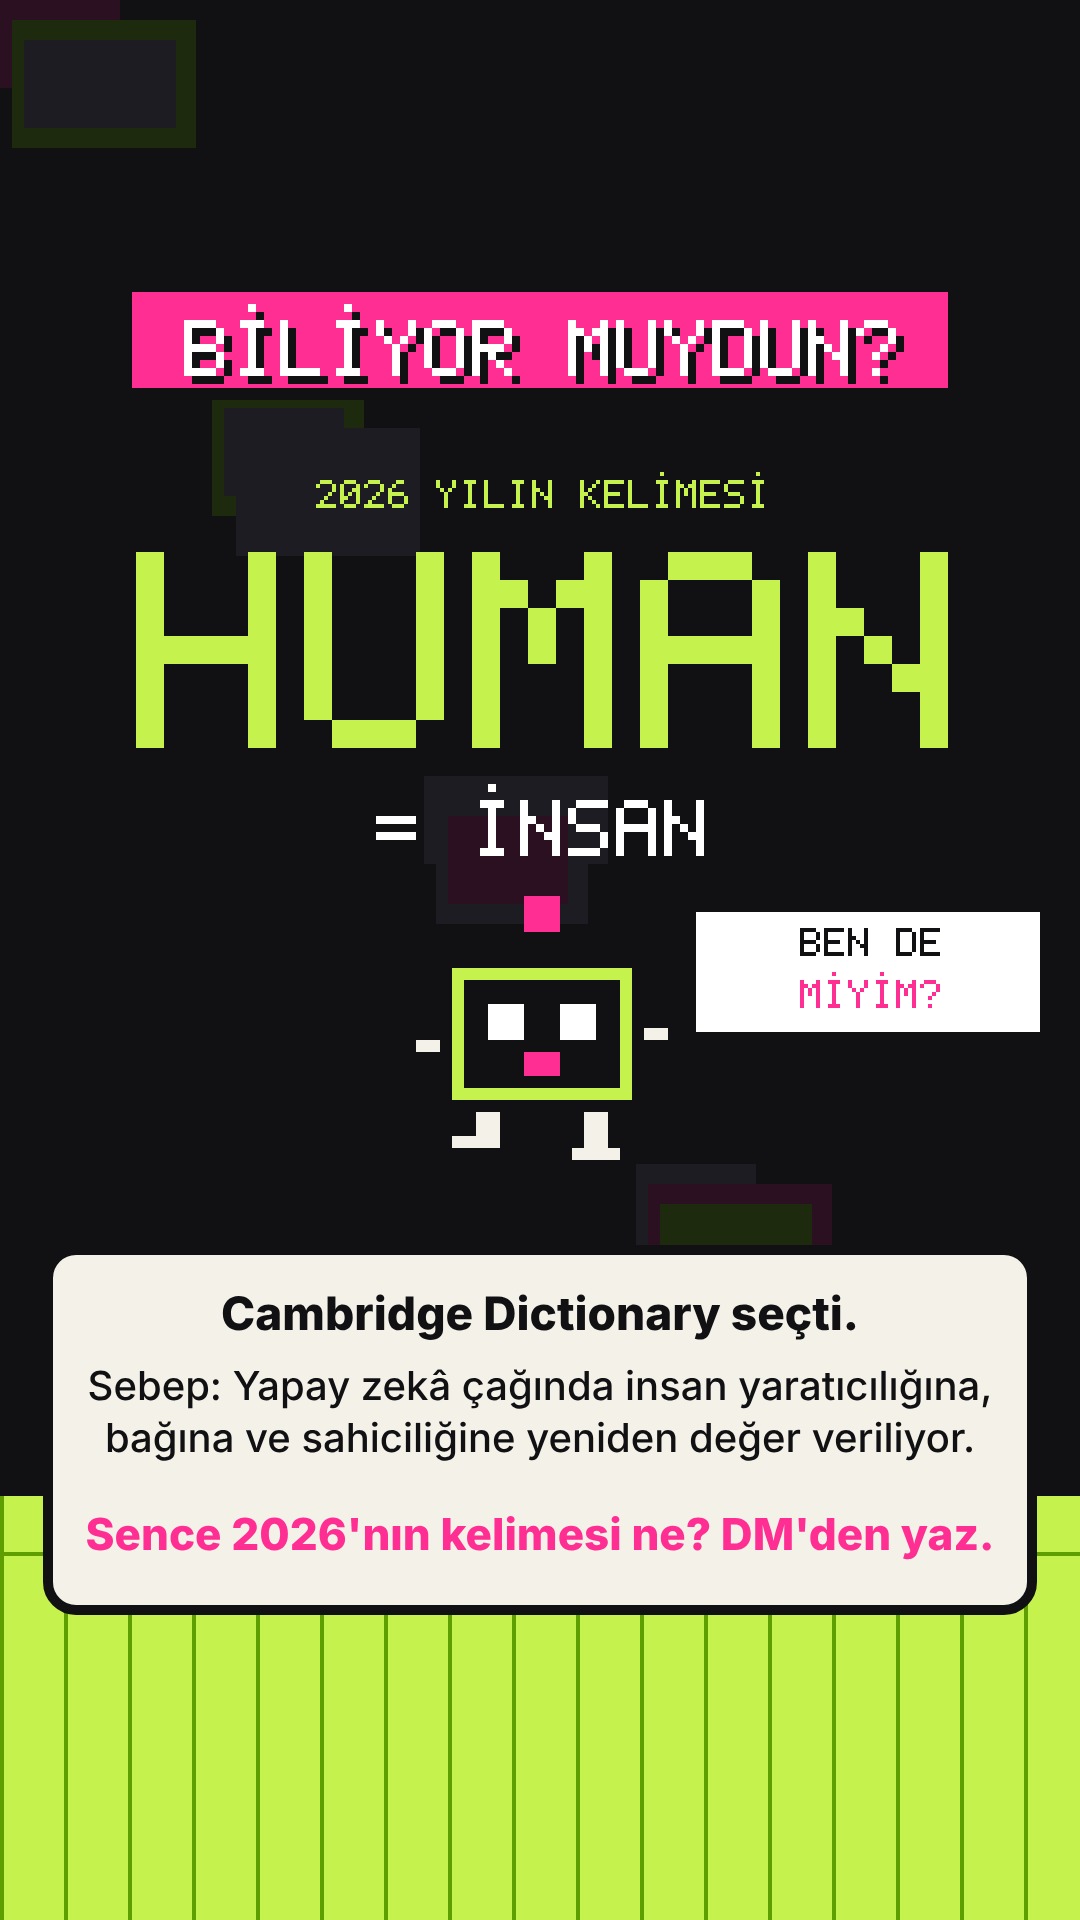 BİLİYOR MUYDUN?
2026 YILIN KELİMESİ
HUMAN
= İNSAN
BEN DE
MİYİM?
Cambridge Dictionary seçti.
Sebep: Yapay zekâ çağında insan yaratıcılığına,
bağına ve sahiciliğine yeniden değer veriliyor.
Sence 2026'nın kelimesi ne? DM'den yaz.